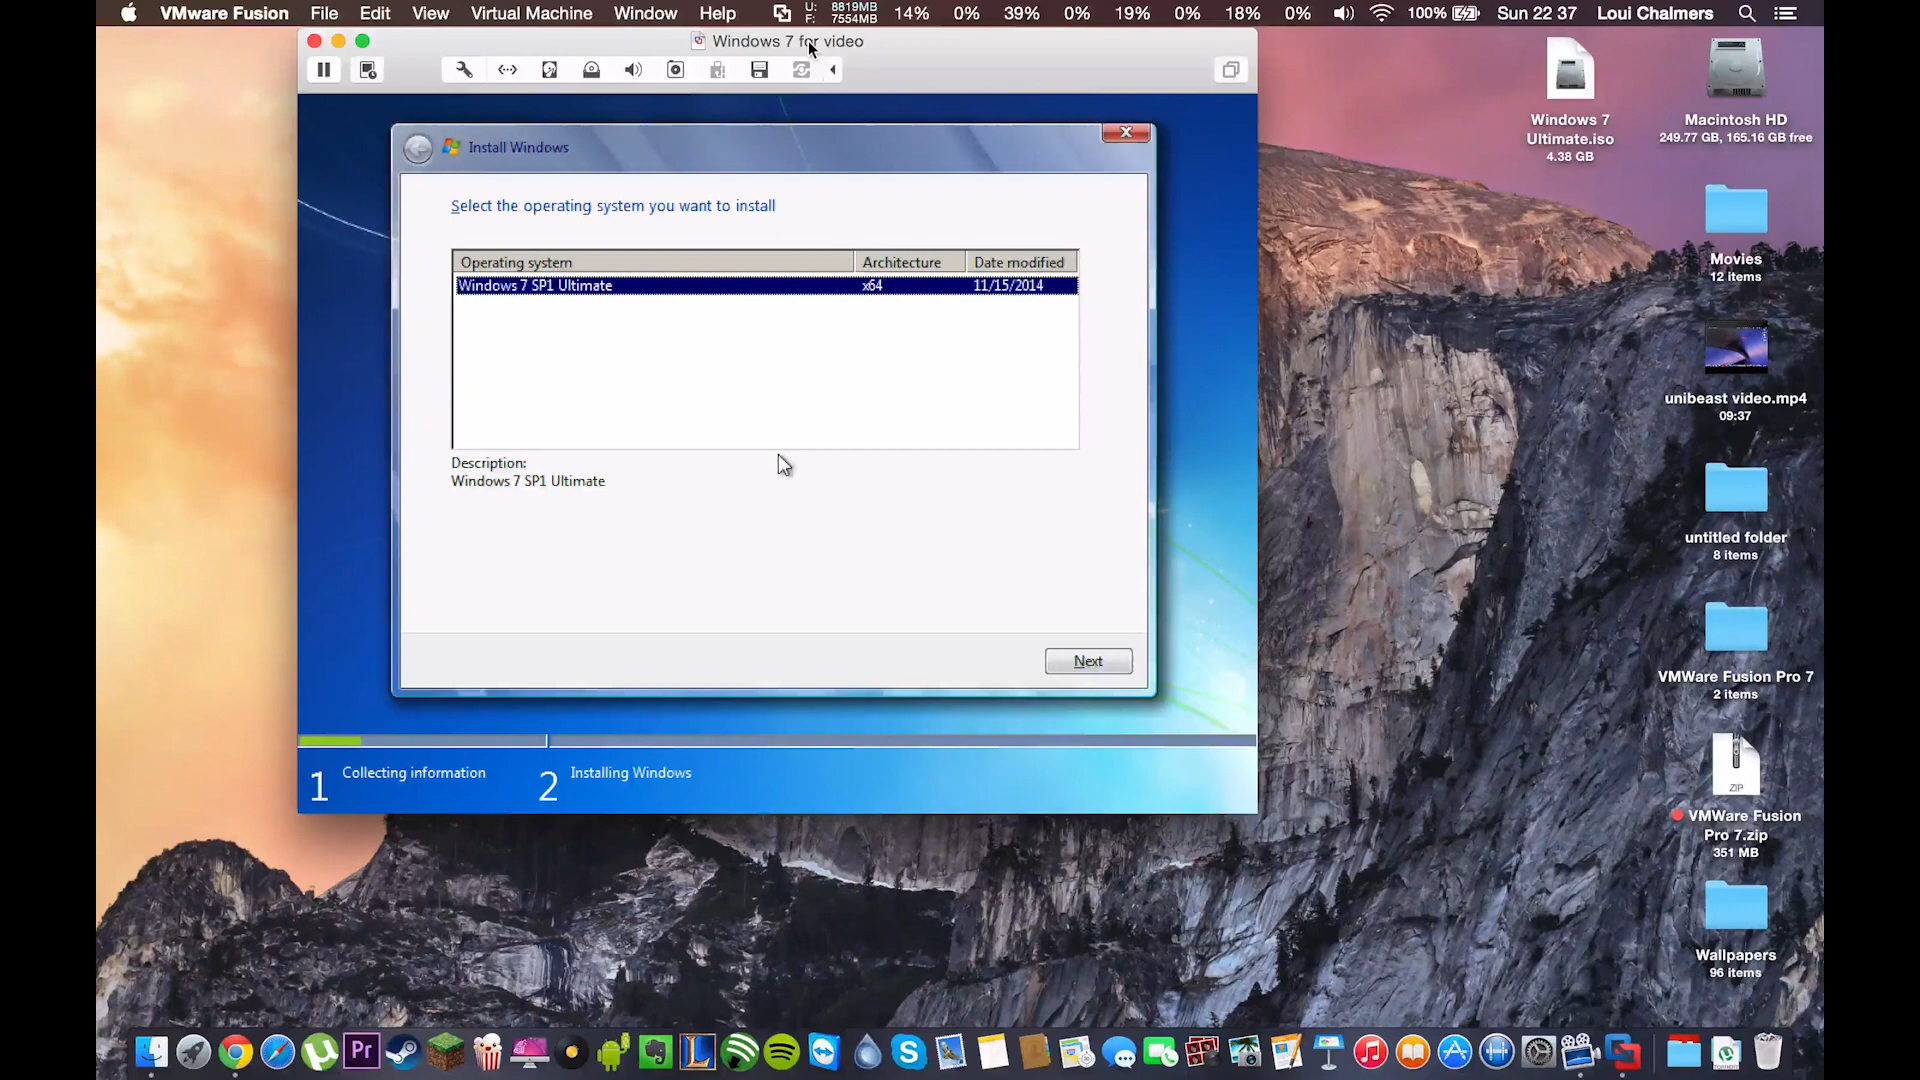 VMware Fusion File Edit View Virtual Machine Window Help U: 8819MB F: 7554MB 14% 0% 39% 0% 19% 0% 18% 0% 100% Sun 22 37 Loui Chalmers
Windows 7 for video
Install Windows
Select the operating system you want to install
Operating system Architecture Date modified
Windows 7 SP1 Ultimate x64 11/15/2014
Description:
Windows 7 SP1 Ultimate
Next
1 Collecting information 2 Installing Windows
Windows 7
Ultimate.iso
4.38 GB
Macintosh HD
249.77 GB, 165.16 GB free
Movies
12 items
unibeast video.mp4
09:37
untitled folder
8 items
VMWare Fusion Pro 7
2 items
ZIP
VMWare Fusion
Pro 7.zip
351 MB
Wallpapers
96 items
Pr